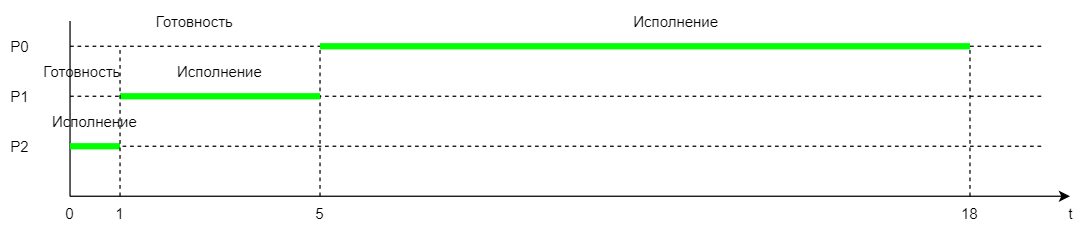 Готовность Исполнение
P0
Готовность Исполнение
P1
Исполнение
P2
0 1 5 18 t